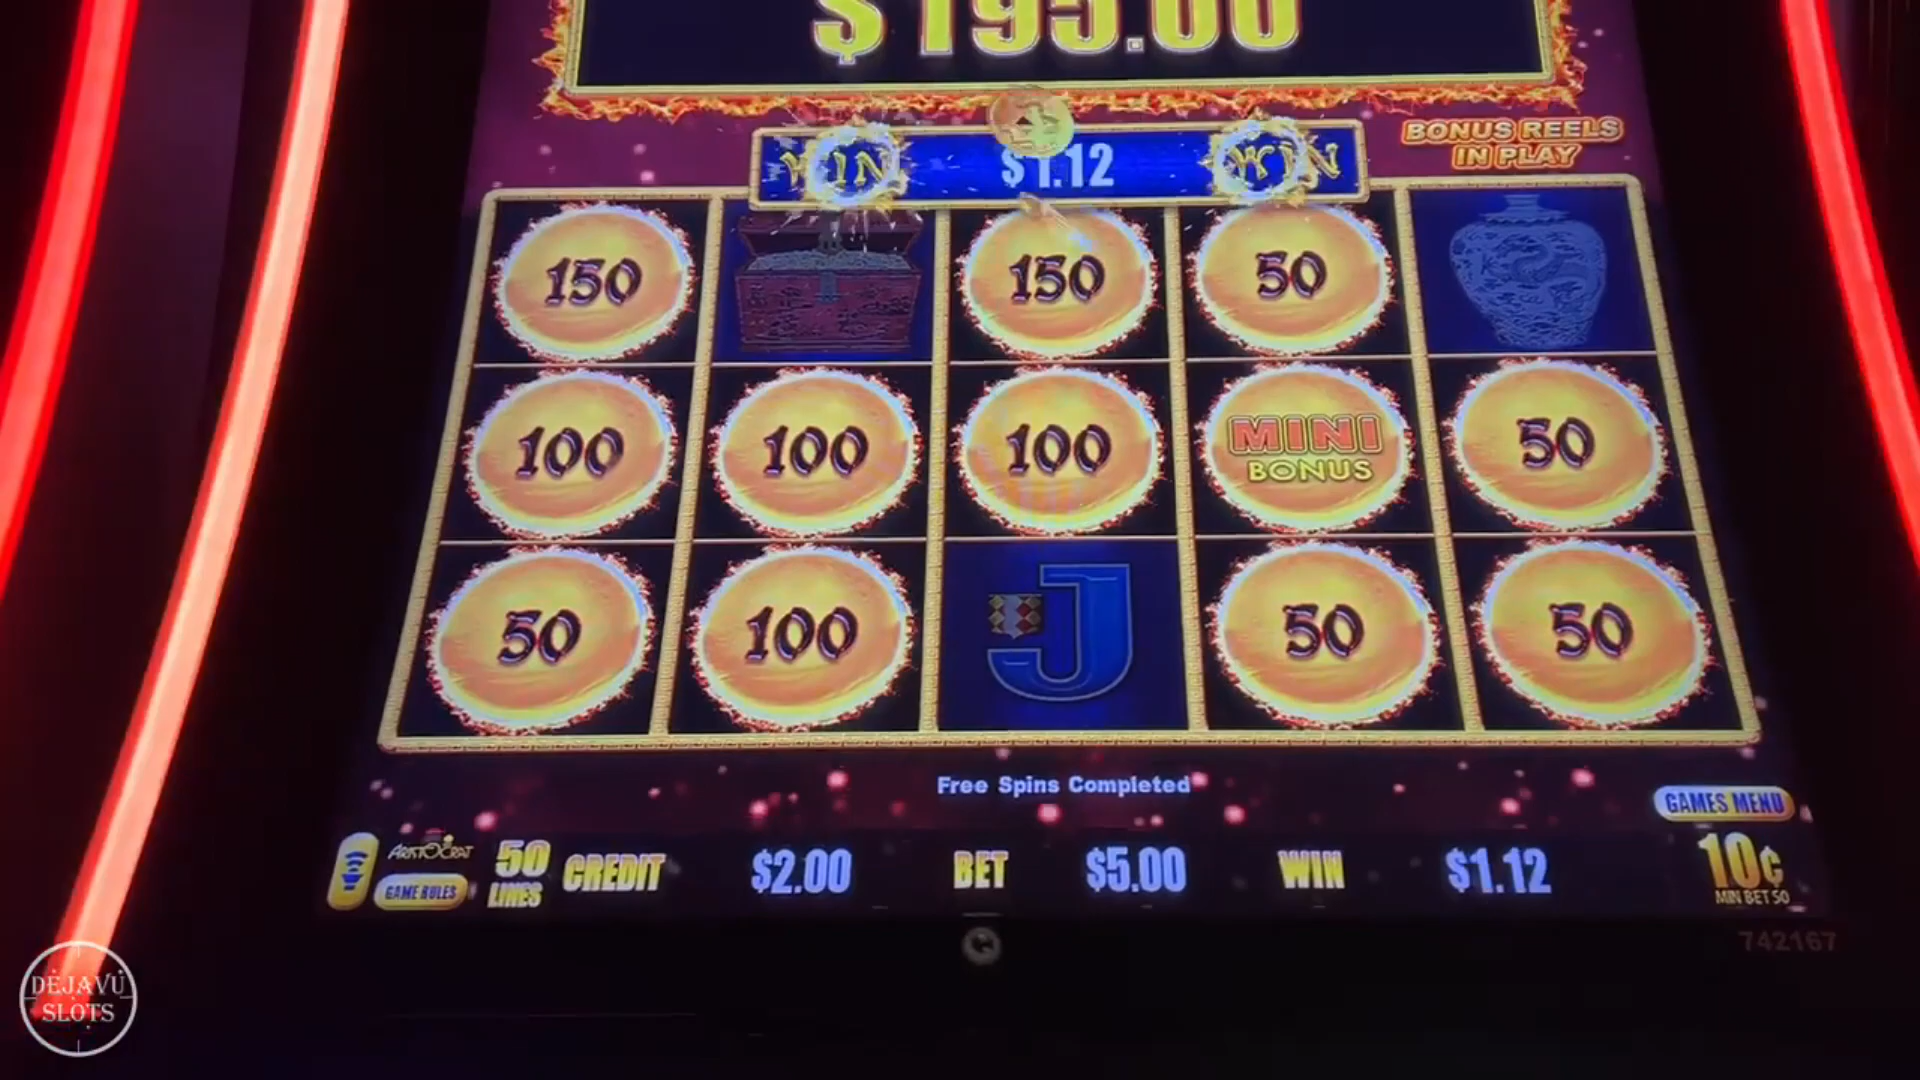 $195.00
WIN $1.12 WIN
BONUS REELS
IN PLAY
150 150 50
100 100 100 MINI
BONUS 50
50 100 J 50 50
Free Spins Completed
GAMES MENU
ARISTOCRAT
GAME RULES
50
LINES
CREDIT $2.00 BET $5.00 WIN $1.12
10¢
MIN BET 50
742167
DEJAVU
SLOTS